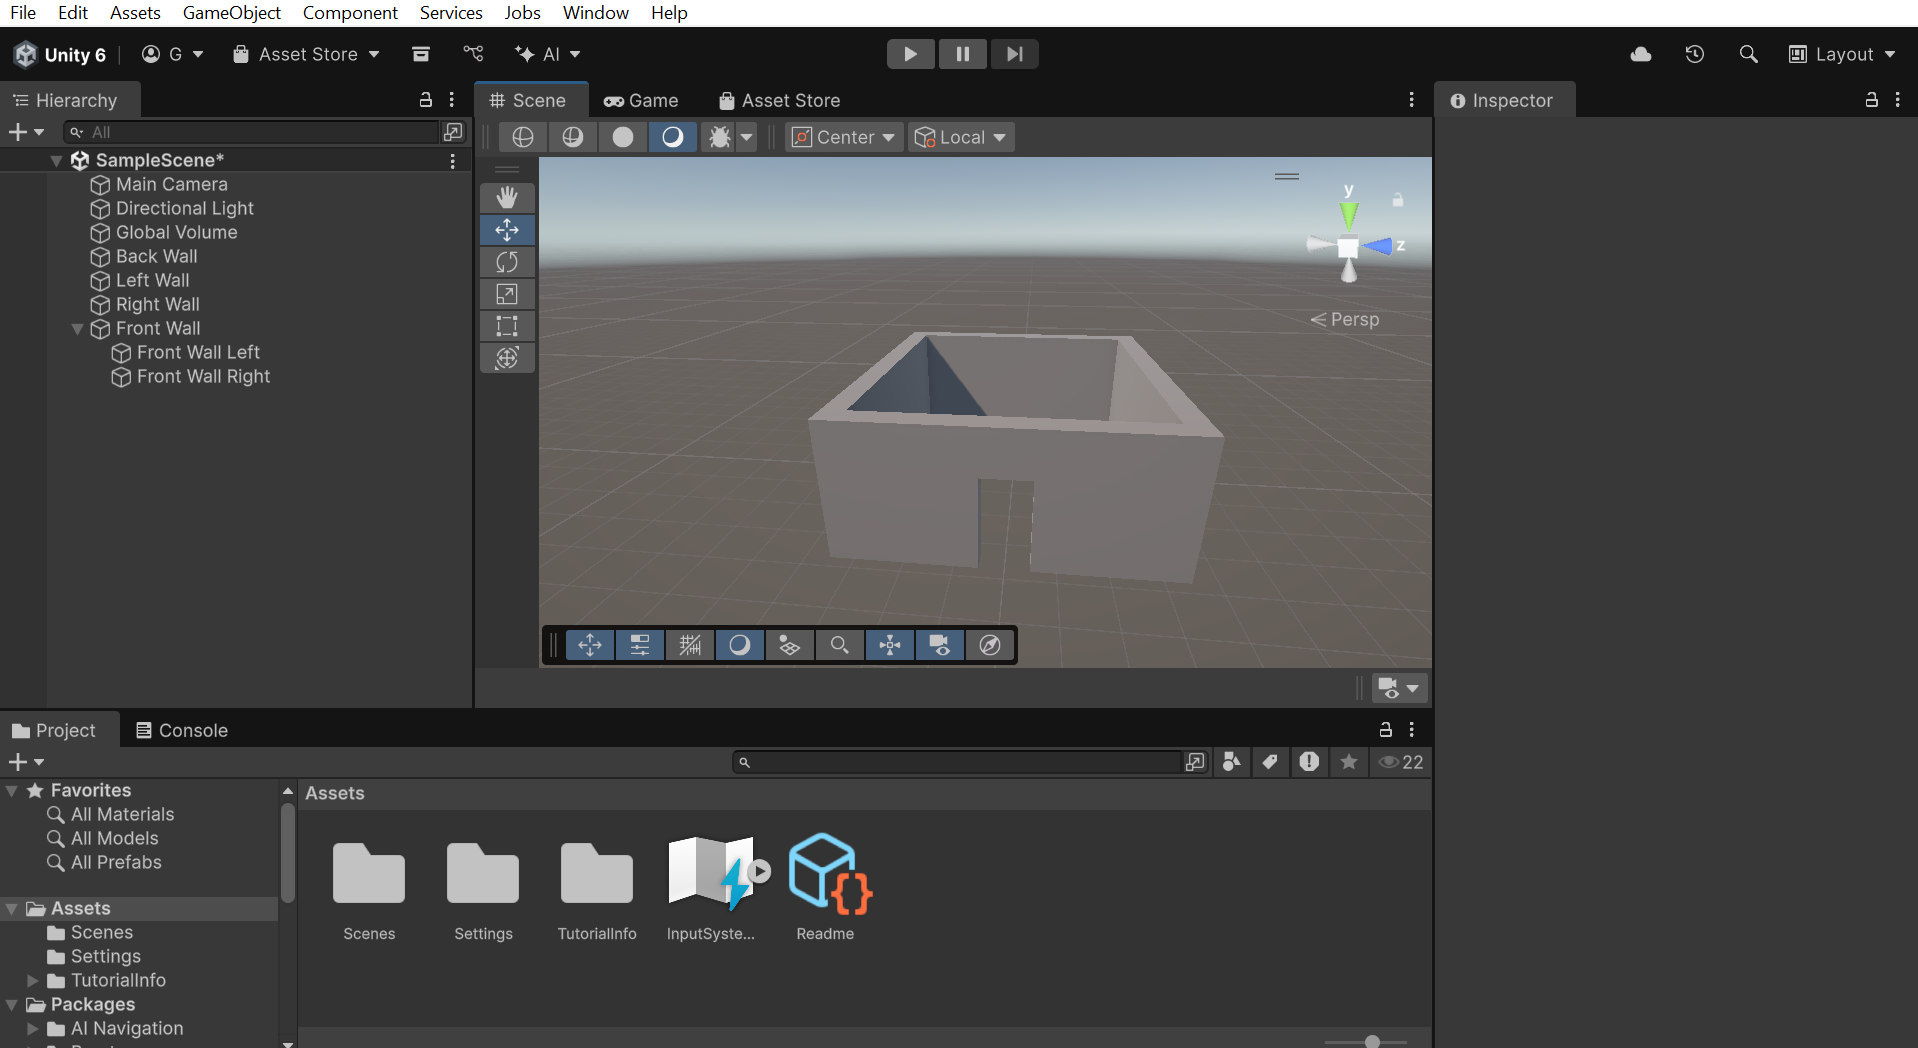 File Edit Assets GameObject Component Services Jobs Window Help
Unity 6 G Asset Store AI Layout
Hierarchy
All
SampleScene*
Main Camera
Directional Light
Global Volume
Back Wall
Left Wall
Right Wall
Front Wall
Front Wall Left
Front Wall Right
Scene Game Asset Store
Center Local
y
z
Persp
Inspector
Project Console
22
Favorites
All Materials
All Models
All Prefabs
Assets
Scenes
Settings
TutorialInfo
Packages
AI Navigation
Assets
Scenes Settings TutorialInfo InputSyste... Readme